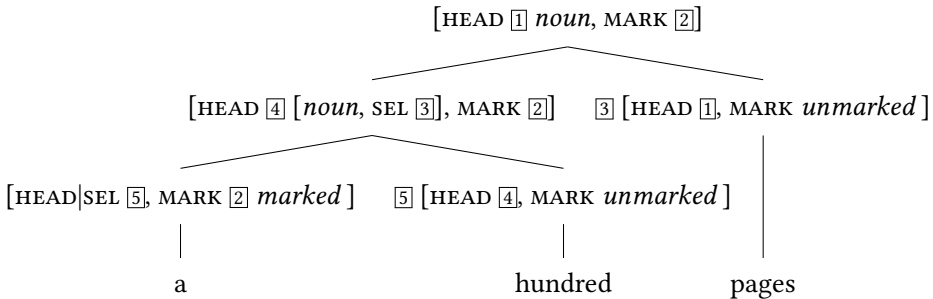 [HEAD 1 noun, MARK 2]
[HEAD 4 [noun, SEL 3], MARK 2] 3 [HEAD 1, MARK unmarked]
[HEAD|SEL 5, MARK 2 marked] 5 [HEAD 4, MARK unmarked]
a hundred pages